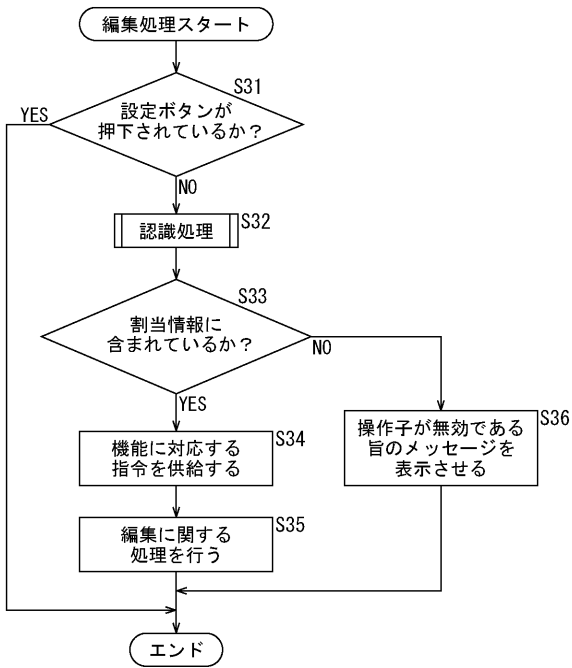 編集処理スタート
S31
設定ボタンが
押下されているか？
YES
NO
S32
認識処理
S33
割当情報に
含まれているか？
NO
YES
S34
機能に対応する
指令を供給する
S36
操作子が無効である
旨のメッセージを
表示させる
S35
編集に関する
処理を行う
エンド